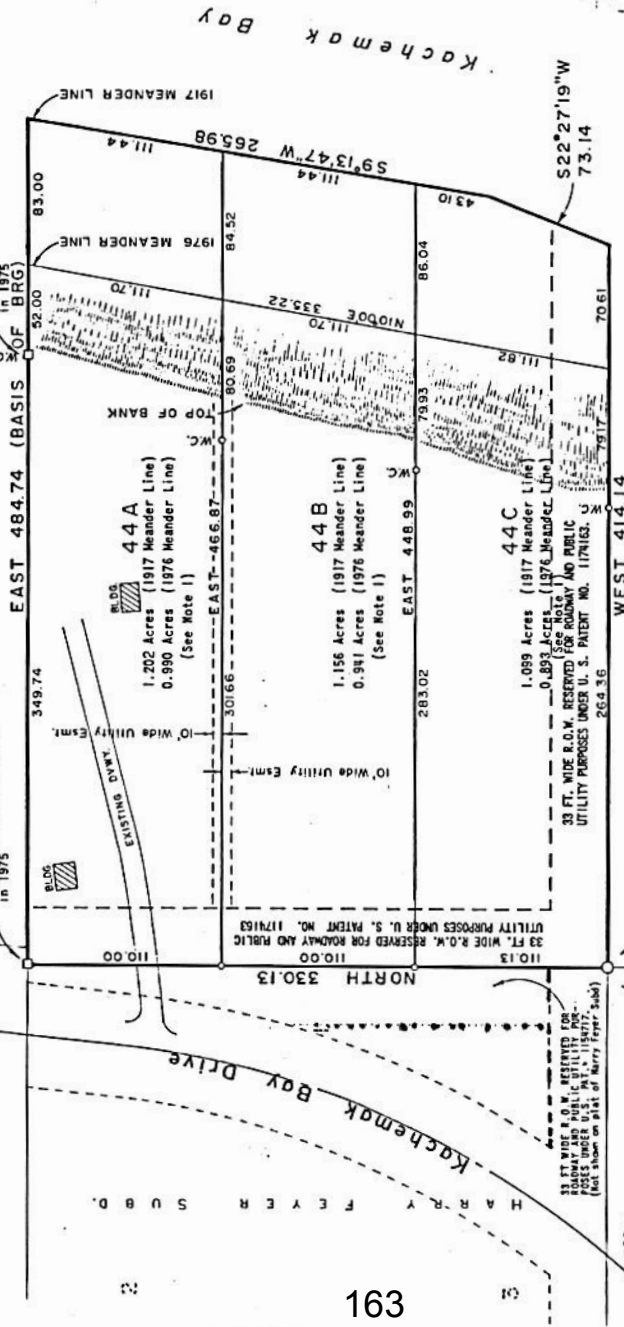 Kachemak Bay
1917 MEANDER LINE
1976 MEANDER LINE
in 1975
in 1975
EAST 484.74 (BASIS OF BRG)
349.74
52.00
83.00
W.C.
111.44
S9°13'47"W 265.98
111.44
43.10
S22°27'19"W
73.14
111.70
N10°00'E 335.22
111.70
111.82
TOP OF BANK
BLDG
BLDG.
EXISTING DVWY.
44A
1.202 Acres (1917 Meander Line)
0.990 Acres (1976 Meander Line)
(See Note 1)
EAST 466.87
301.66
80.69
84.52
W.C.
10' Wide Utility Esmt.
10' Wide Utility Esmt.
44B
1.156 Acres (1917 Meander Line)
0.941 Acres (1976 Meander Line)
(See Note 1)
EAST 448.99
283.02
79.93
86.04
W.C.
44C
1.099 Acres (1917 Meander Line)
0.893 Acres (1976 Meander Line)
(See Note 1)
33 FT. WIDE R.O.W. RESERVED FOR ROADWAY AND PUBLIC
UTILITY PURPOSES UNDER U. S. PATENT NO. 1174163.
264.36
79.17
70.61
W.C.
WEST 414.14
33 FT. WIDE R.O.W. RESERVED FOR ROADWAY AND PUBLIC
UTILITY PURPOSES UNDER U. S. PATENT NO. 1174163
110.00
110.00
110.13
NORTH 330.13
Kachemak Bay Drive
33 FT WIDE R.O.W. RESERVED FOR
ROADWAY AND PUBLIC UTILITY PUR-
POSES UNDER U.S. PAT. 1154717.
(Not shown on plat of Harry Feyer Subd)
HARRY FEYER SUBD.
163